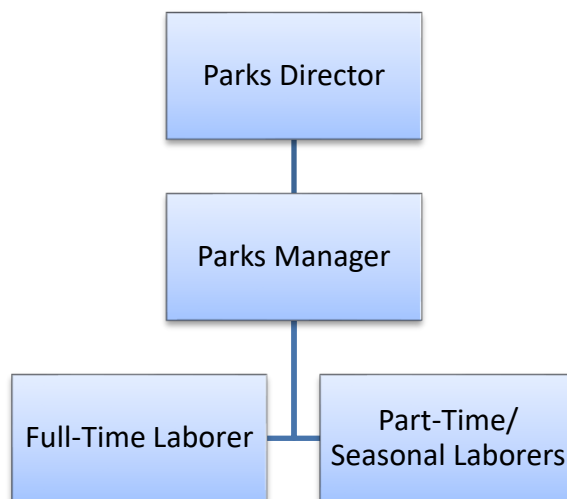 Parks Director
Parks Manager
Full-Time Laborer
Part-Time/
Seasonal Laborers